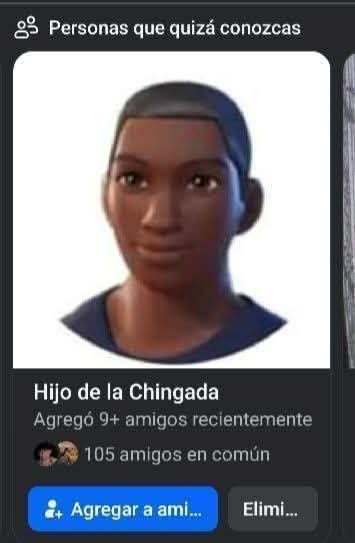 Personas que quizá conozcas
Hijo de la Chingada
Agregó 9+ amigos recientemente
105 amigos en común
Agregar a ami...
Elimi...